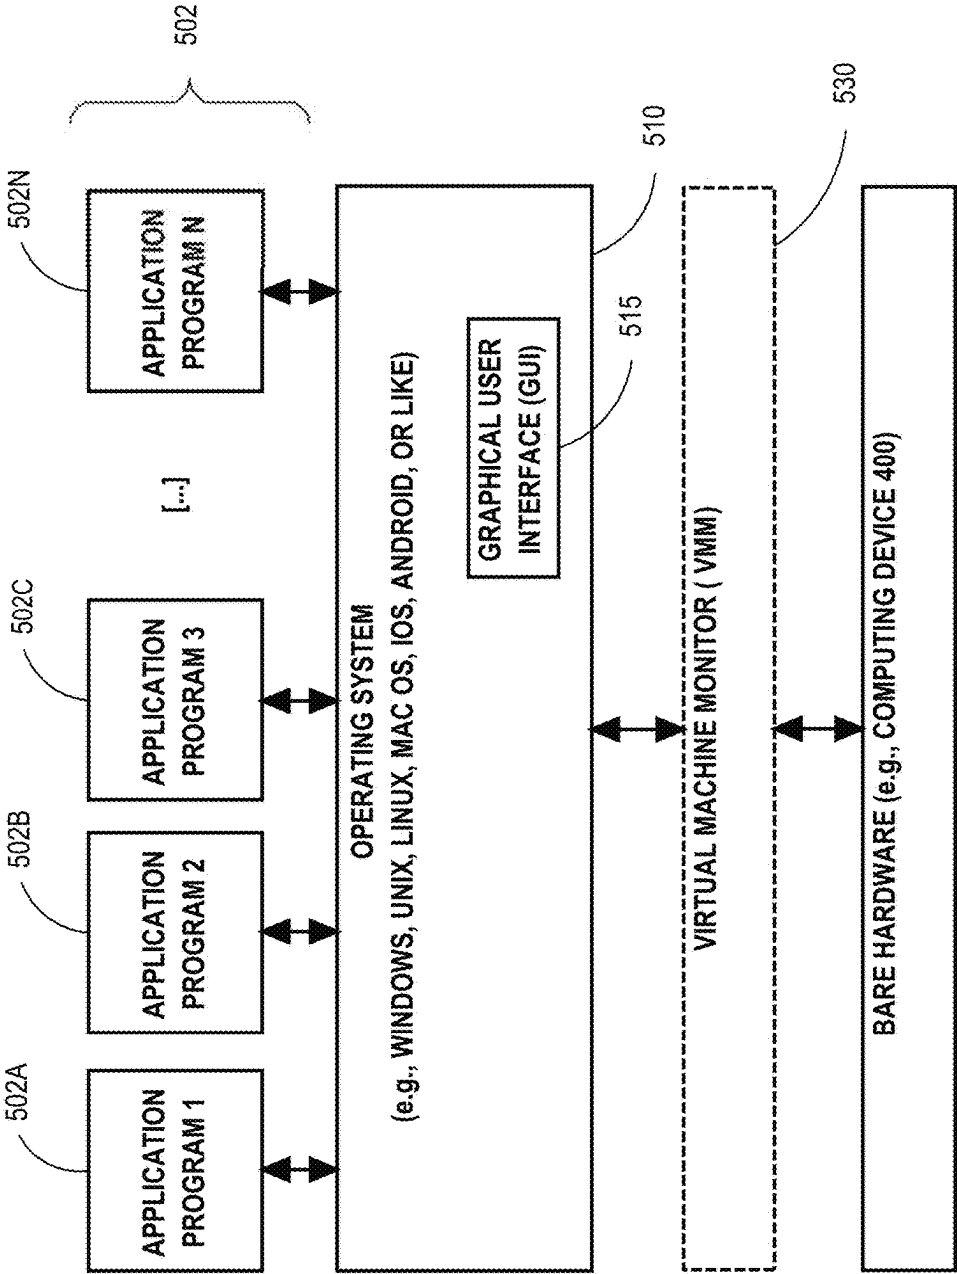 502
502A
502B
502C
502N
APPLICATION
PROGRAM 1
APPLICATION
PROGRAM 2
APPLICATION
PROGRAM 3
[...]
APPLICATION
PROGRAM N
OPERATING SYSTEM
(e.g., WINDOWS, UNIX, LINUX, MAC OS, IOS, ANDROID, OR LIKE)
510
GRAPHICAL USER
INTERFACE (GUI)
515
VIRTUAL MACHINE MONITOR ( VMM)
530
BARE HARDWARE (e.g., COMPUTING DEVICE 400)